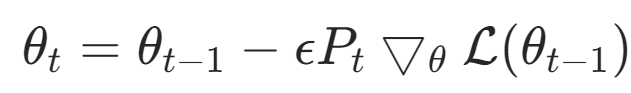 θ_t = θ_{t−1} − ϵP_t ▽_θ ℒ(θ_{t−1})